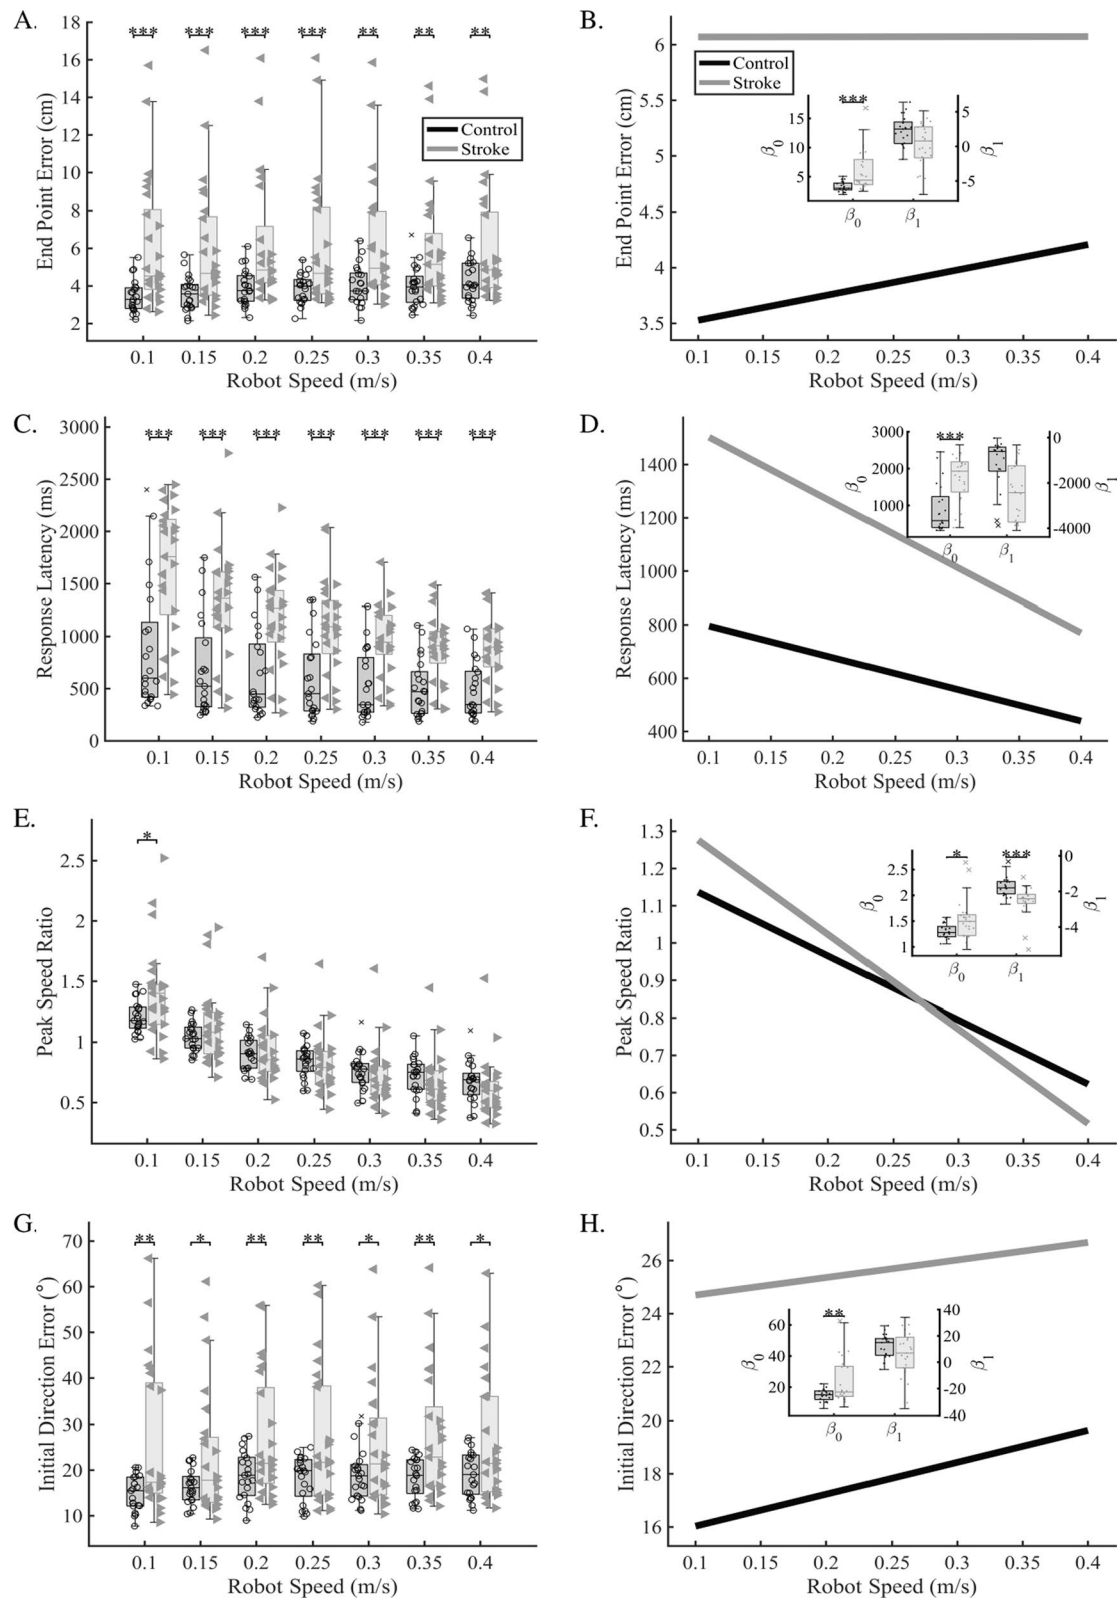 A.
***
***
***
***
**
**
**
18
16
14
12
10
8
6
4
2
End Point Error (cm)
Control
Stroke
0.1 0.15 0.2 0.25 0.3 0.35 0.4
Robot Speed (m/s)
B.
6
5.5
5
4.5
4
3.5
End Point Error (cm)
Control
Stroke
***
15
10
5
β0
5
0
-5
β1
β0 β1
0.1 0.15 0.2 0.25 0.3 0.35 0.4
Robot Speed (m/s)
C.
***
***
***
***
***
***
***
3000
2500
2000
1500
1000
500
0
Response Latency (ms)
0.1 0.15 0.2 0.25 0.3 0.35 0.4
Robot Speed (m/s)
D.
1400
1200
1000
800
600
400
Response Latency (ms)
***
3000
2000
1000
β0
0
-2000
-4000
β1
β0 β1
0.1 0.15 0.2 0.25 0.3 0.35 0.4
Robot Speed (m/s)
E.
*
2.5
2
1.5
1
0.5
Peak Speed Ratio
0.1 0.15 0.2 0.25 0.3 0.35 0.4
Robot Speed (m/s)
F.
1.3
1.2
1.1
1
0.9
0.8
0.7
0.6
0.5
Peak Speed Ratio
*
***
2.5
2
1.5
1
β0
0
-2
-4
β1
β0 β1
0.1 0.15 0.2 0.25 0.3 0.35 0.4
Robot Speed (m/s)
G.
**
*
**
**
*
**
*
70
60
50
40
30
20
10
Initial Direction Error (°)
0.1 0.15 0.2 0.25 0.3 0.35 0.4
Robot Speed (m/s)
H.
26
24
22
20
18
16
Initial Direction Error (°)
**
60
40
20
β0
40
20
0
-20
-40
β1
β0 β1
0.1 0.15 0.2 0.25 0.3 0.35 0.4
Robot Speed (m/s)